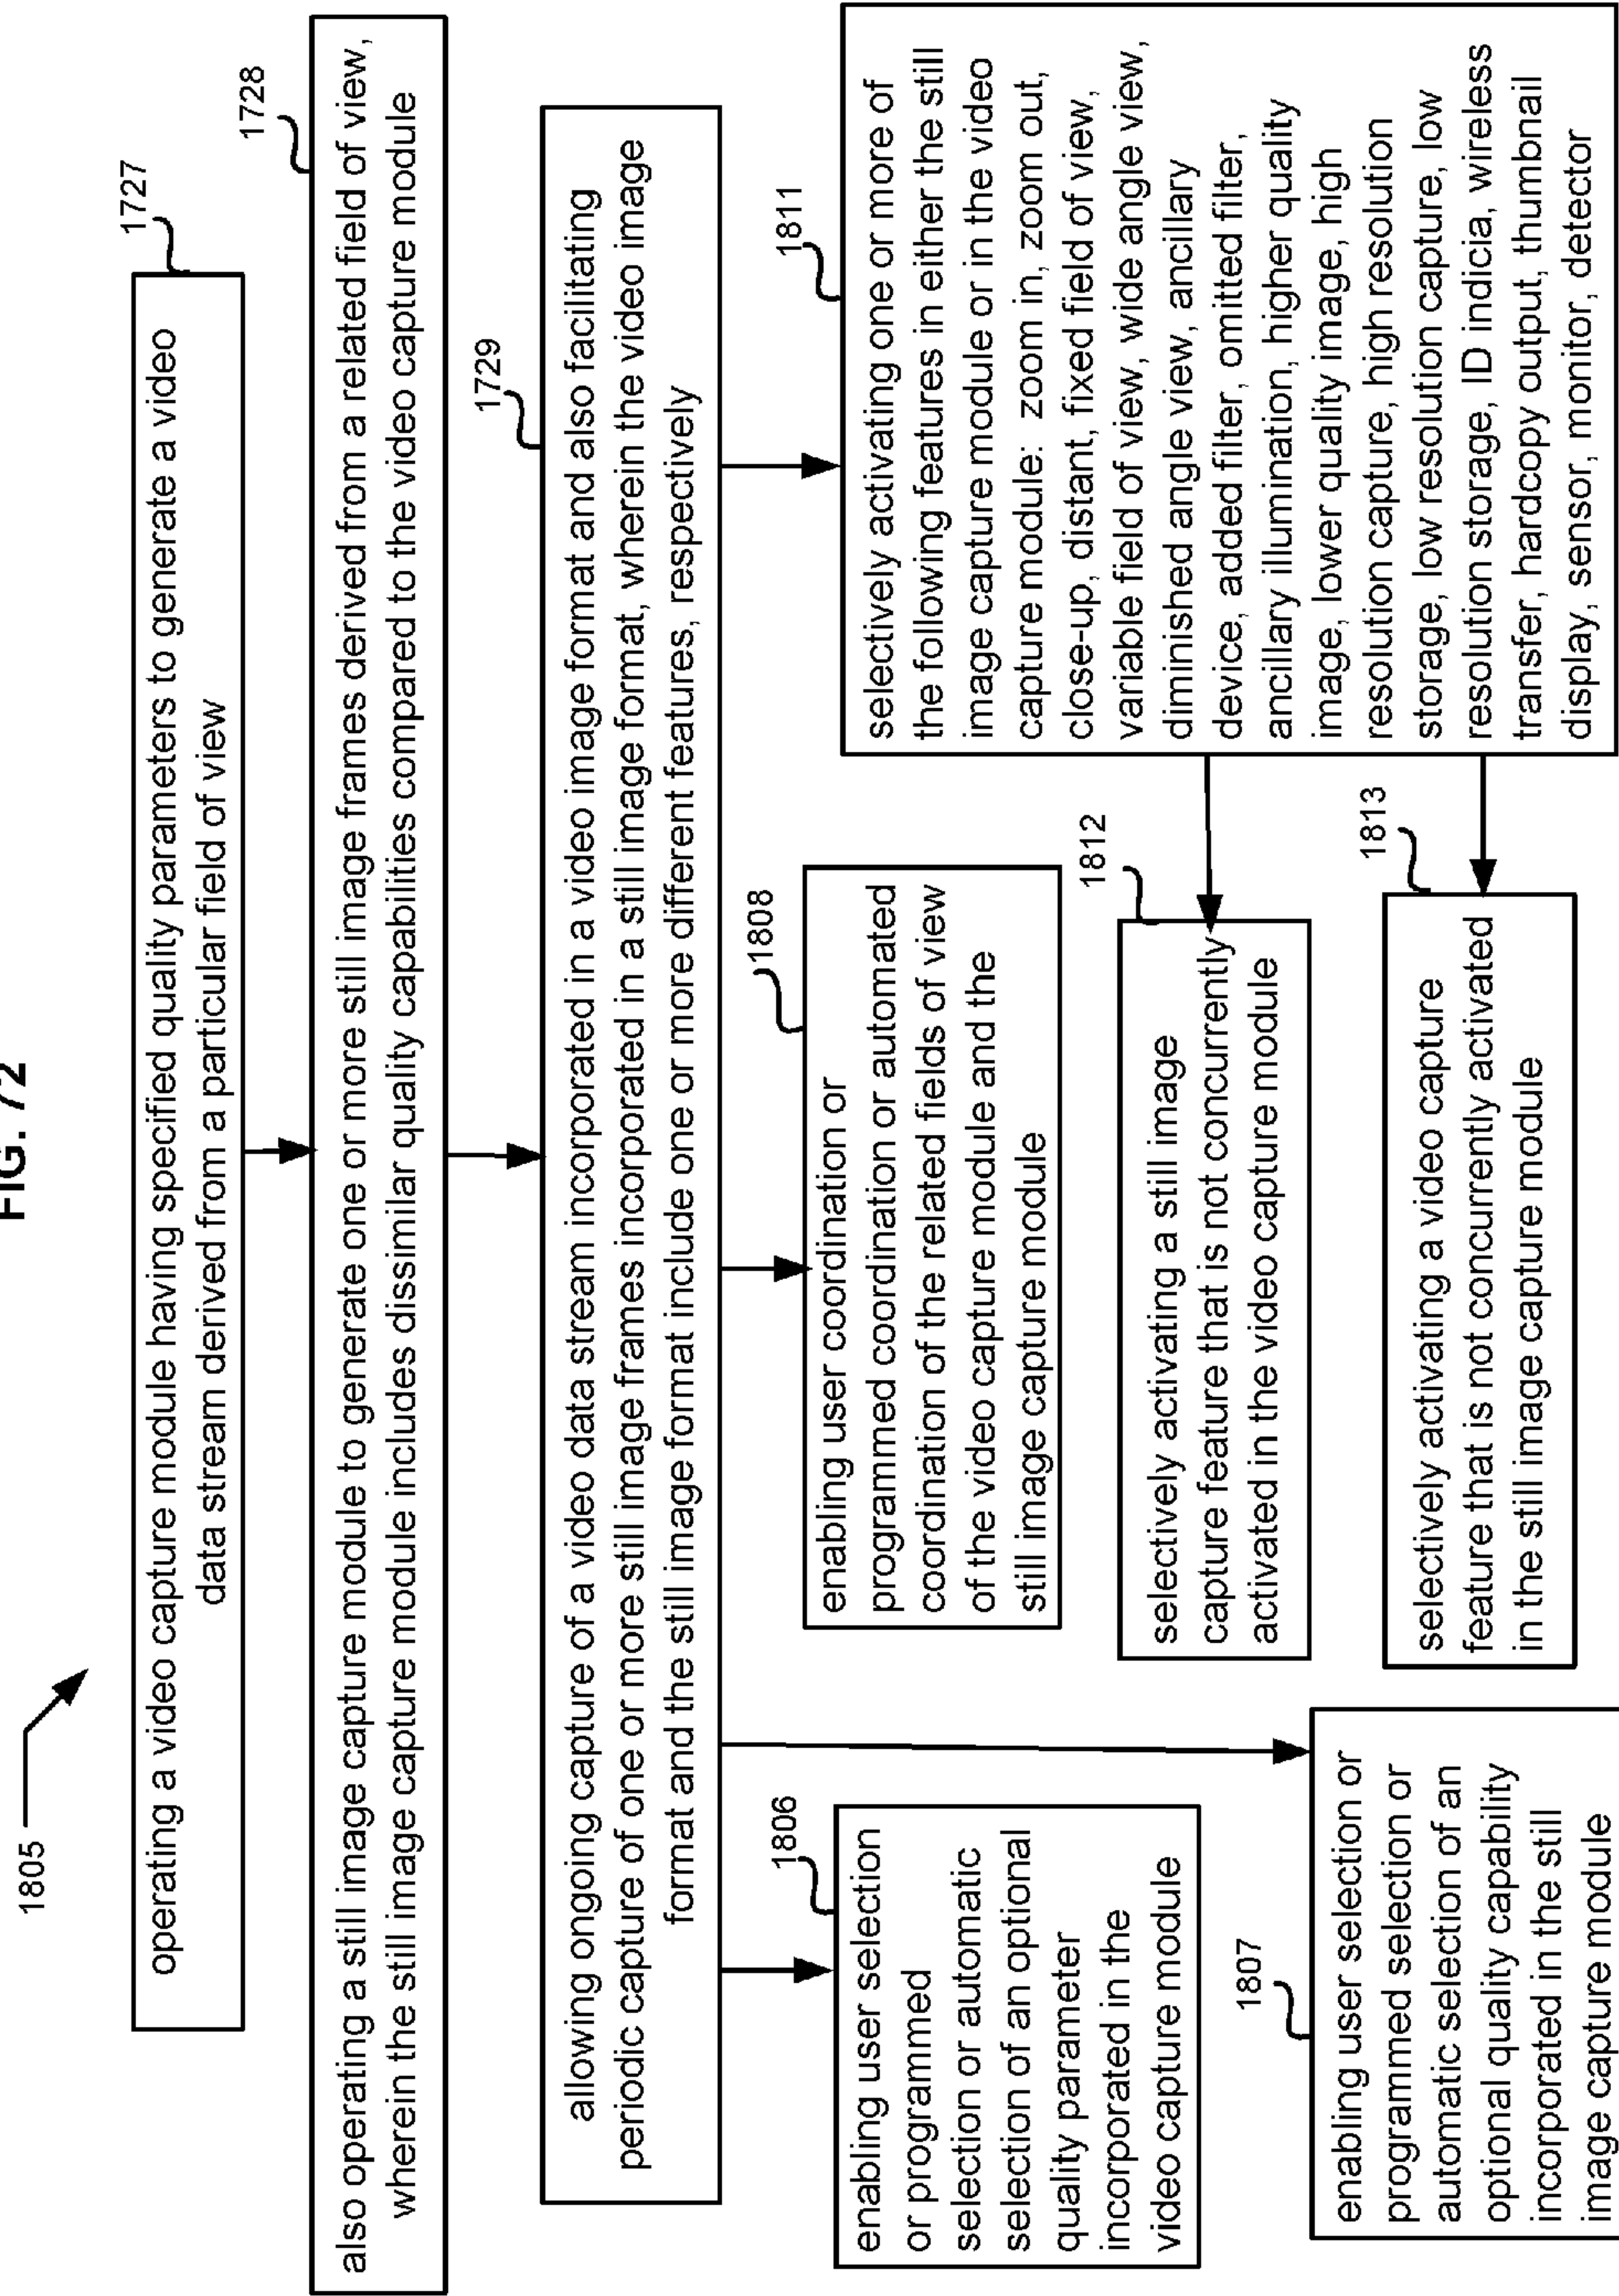 FIG. 72
1805
1727
operating a video capture module having specified quality parameters to generate a video
data stream derived from a particular field of view
1728
also operating a still image capture module to generate one or more still image frames derived from a related field of view,
wherein the still image capture module includes dissimilar quality capabilities compared to the video capture module
1729
allowing ongoing capture of a video data stream incorporated in a video image format and also facilitating
periodic capture of one or more still image frames incorporated in a still image format, wherein the video image
format and the still image format include one or more different features, respectively
1806
enabling user selection
or programmed
selection or automatic
selection of an optional
quality parameter
incorporated in the
video capture module
1807
enabling user selection or
programmed selection or
automatic selection of an
optional quality capability
incorporated in the still
image capture module
1808
enabling user coordination or
programmed coordination or automated
coordination of the related fields of view
of the video capture module and the
still image capture module
1811
selectively activating one or more of
the following features in either the still
image capture module or in the video
capture module: zoom in, zoom out,
close-up, distant, fixed field of view,
variable field of view, wide angle view,
diminished angle view, ancillary
device, added filter, omitted filter,
ancillary illumination, higher quality
image, lower quality image, high
resolution capture, high resolution
storage, low resolution capture, low
resolution storage, ID indicia, wireless
transfer, hardcopy output, thumbnail
display, sensor, monitor, detector
1812
selectively activating a still image
capture feature that is not concurrently
activated in the video capture module
1813
selectively activating a video capture
feature that is not concurrently activated
in the still image capture module